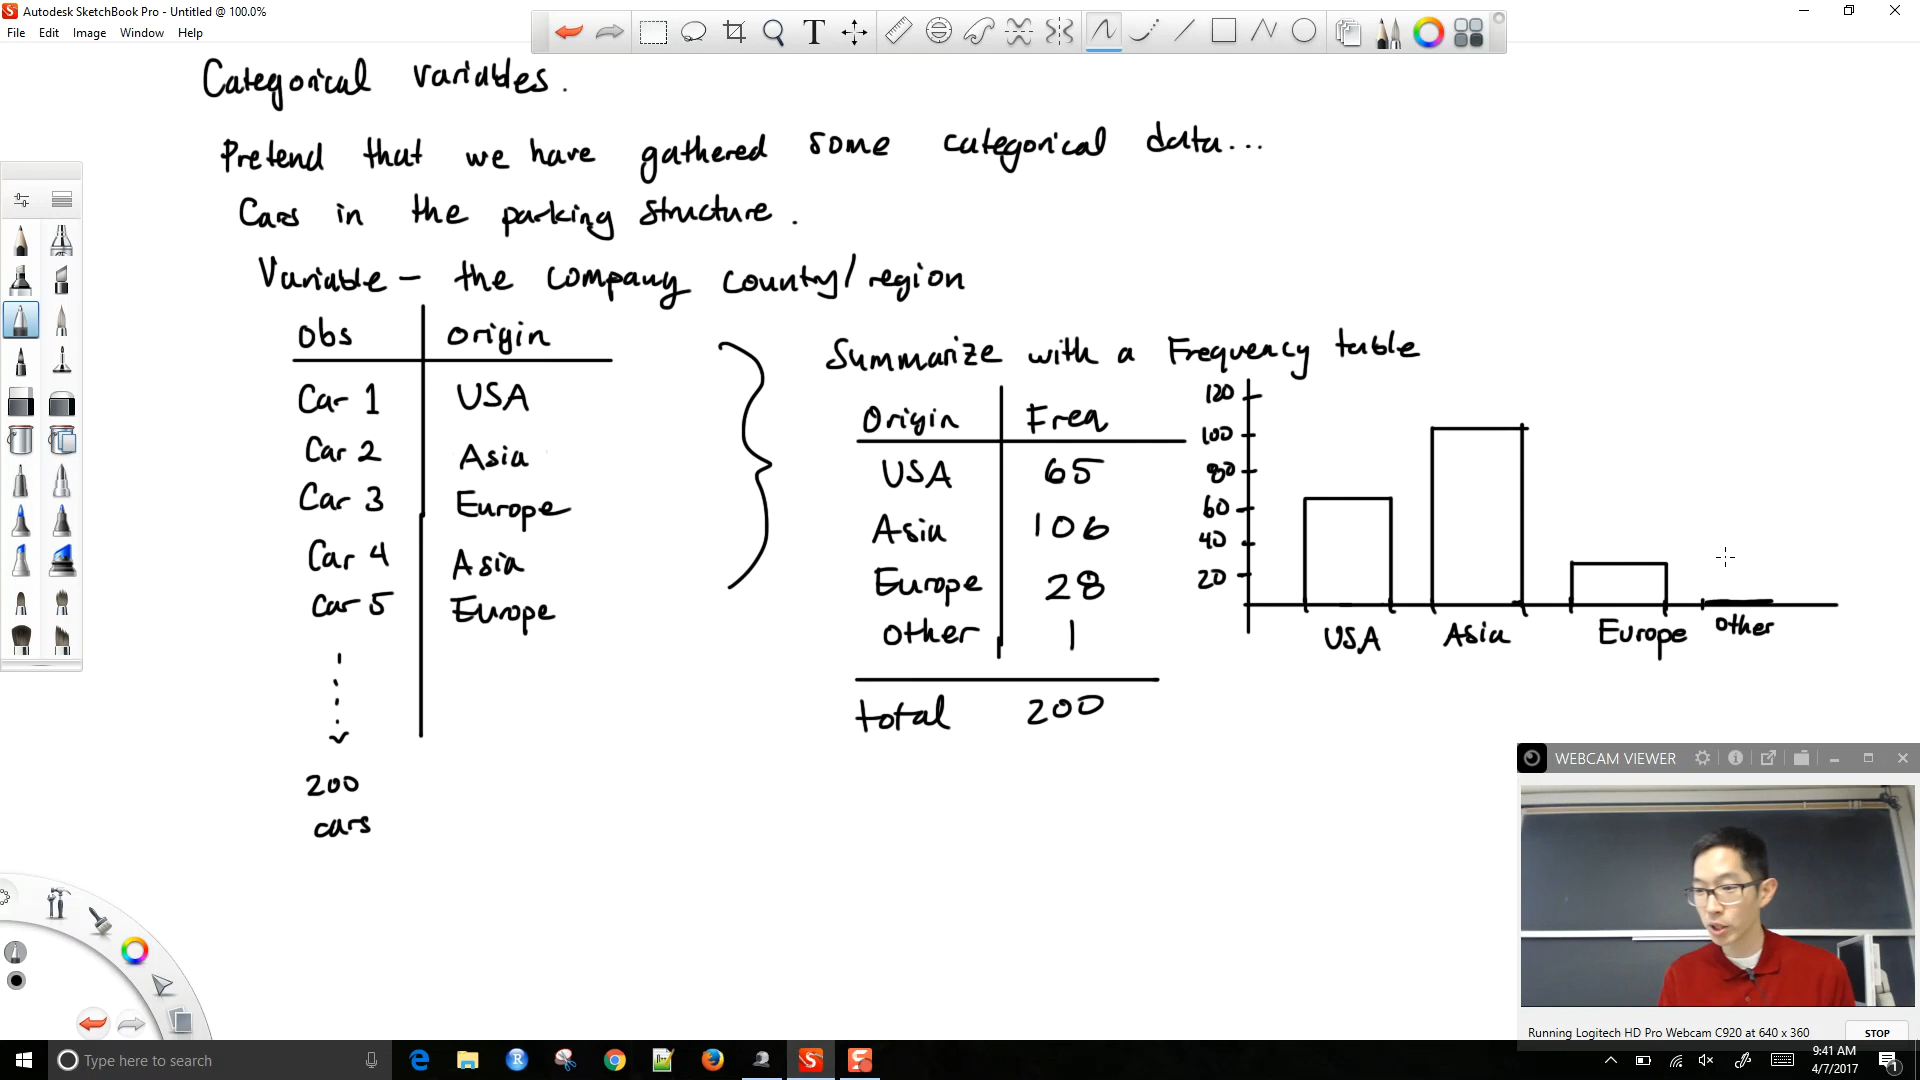 Autodesk SketchBook Pro - Untitled @ 100.0%
File Edit Image Window Help
Categorical variables.
Pretend that we have gathered some categorical data...
Cars in the parking structure.
Variable - the company country/region
Obs Origin
Car 1 USA
Car 2 Asia
Car 3 Europe
Car 4 Asia
Car 5 Europe
200
cars
Summarize with a Frequency table
Origin Freq
USA 65
Asia 106
Europe 28
Other 1
total 200
120
100
80
60
40
20
USA Asia Europe Other
WEBCAM VIEWER
Running Logitech HD Pro Webcam C920 at 640 x 360
STOP
Type here to search
9:41 AM
4/7/2017
1